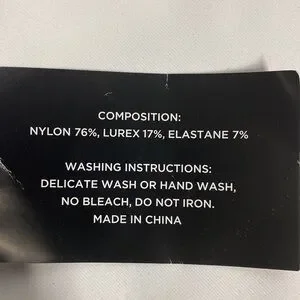 COMPOSITION:
NYLON 76%, LUREX 17%, ELASTANE 7%
WASHING INSTRUCTIONS:
DELICATE WASH OR HAND WASH,
NO BLEACH, DO NOT IRON.
MADE IN CHINA